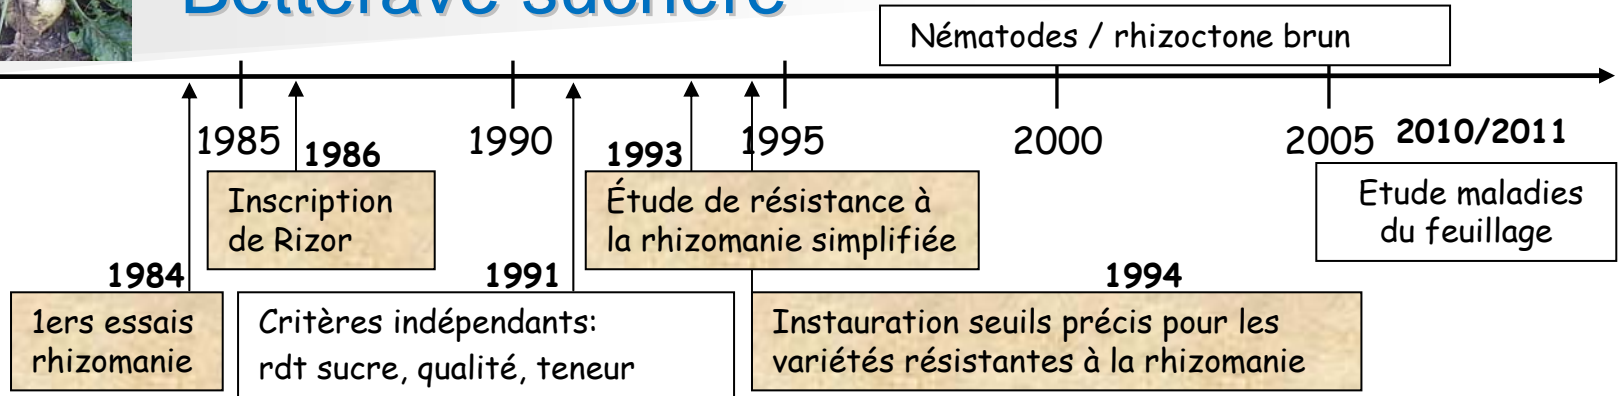 Betterave sucrière
Nématodes / rhizoctone brun
1985
1990
1995
2000
2005
2010/2011
1986
Inscription
de Rizor
1993
Étude de résistance à
la rhizomanie simplifiée
Etude maladies
du feuillage
1984
1ers essais
rhizomanie
1991
Critères indépendants:
rdt sucre, qualité, teneur
1994
Instauration seuils précis pour les
variétés résistantes à la rhizomanie